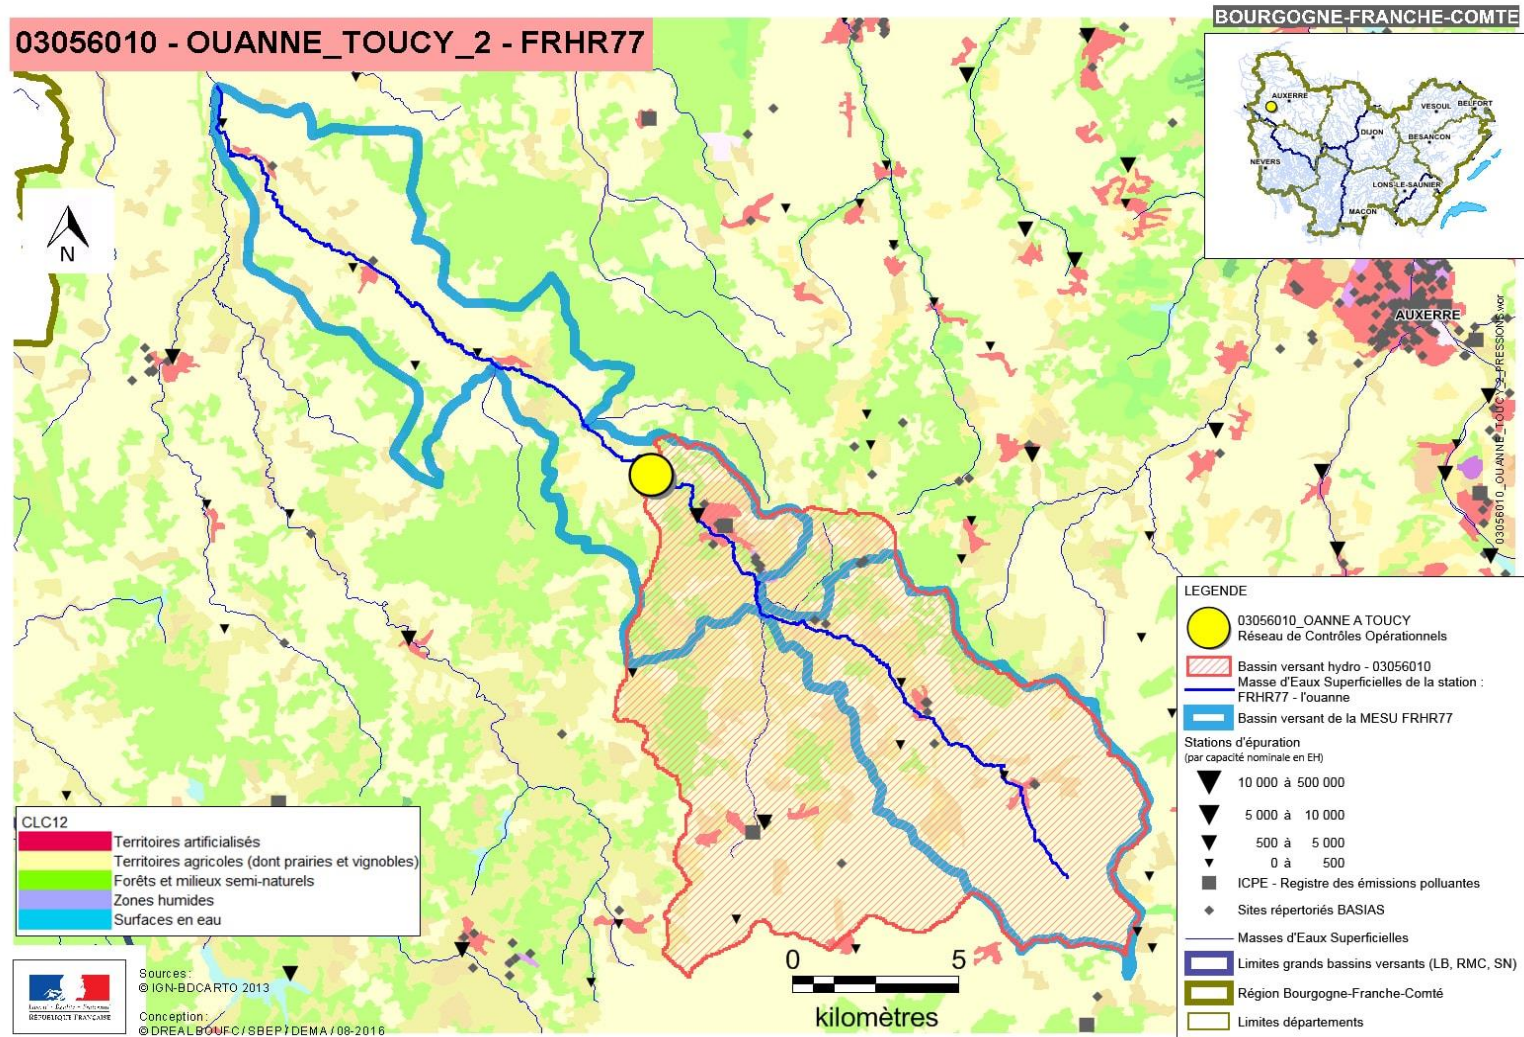 03056010 - OUANNE_TOUCY_2 - FRHR77
BOURGOGNE-FRANCHE-COMTE
AUXERRE
VESOUL
BELFORT
DIJON
BESANCON
NEVERS
LONS-LE-SAUNIER
MACON
N
AUXERRE
03056010_OUANNE_TOUCY_2_PRESSIONS.wor
LEGENDE
03056010_OANNE A TOUCY
Réseau de Contrôles Opérationnels
Bassin versant hydro - 03056010
Masse d'Eaux Superficielles de la station :
FRHR77 - l'ouanne
Bassin versant de la MESU FRHR77
Stations d'épuration
(par capacité nominale en EH)
10 000 à 500 000
5 000 à 10 000
500 à 5 000
0 à 500
ICPE - Registre des émissions polluantes
Sites répertoriés BASIAS
Masses d'Eaux Superficielles
Limites grands bassins versants (LB, RMC, SN)
Région Bourgogne-Franche-Comté
Limites départements
CLC12
Territoires artificialisés
Territoires agricoles (dont prairies et vignobles)
Forêts et milieux semi-naturels
Zones humides
Surfaces en eau
0 5
kilomètres
Liberté • Égalité • Fraternité
RÉPUBLIQUE FRANÇAISE
Sources :
© IGN-BDCARTO 2013
Conception :
© DREAL BOUFC / SBEP / DEMA / 08-2016